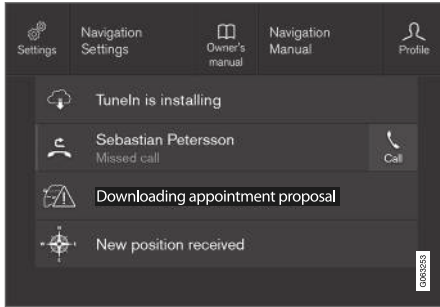 Settings
Navigation
Settings
Owner's
manual
Navigation
Manual
Profile
TuneIn is installing
Sebastian Petersson
Missed call
Call
Downloading appointment proposal
New position received
G063253